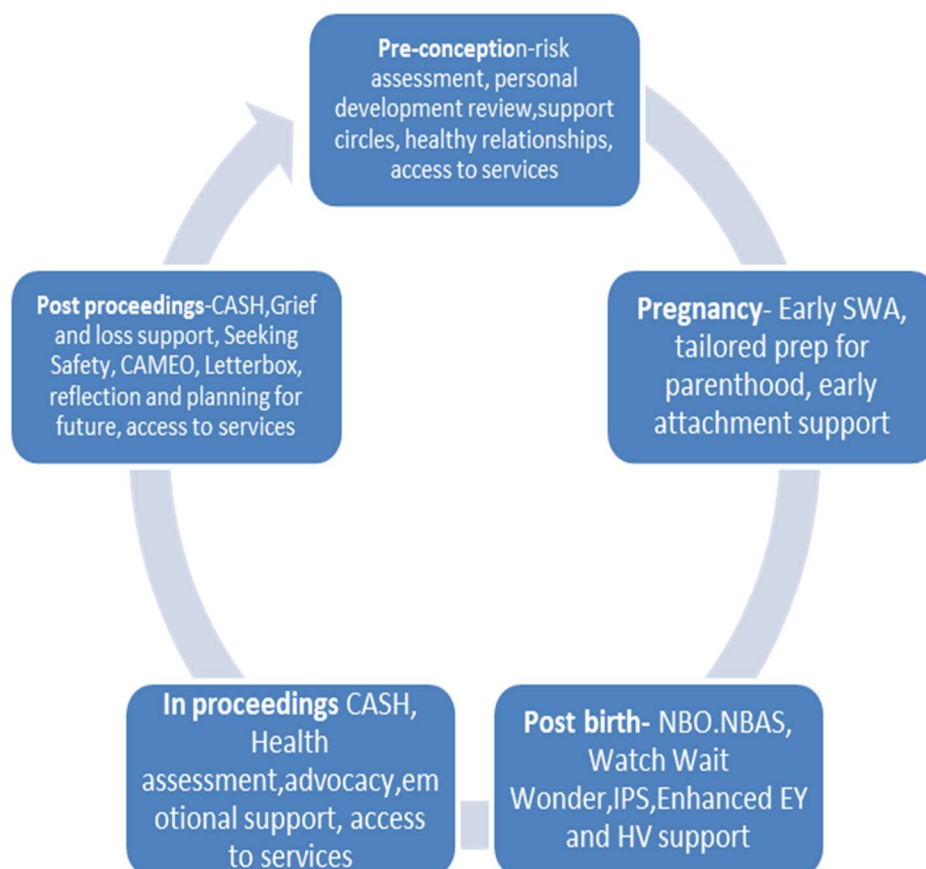 Pre-conception-risk
assessment, personal
development review,support
circles, healthy relationships,
access to services
Pregnancy- Early SWA,
tailored prep for
parenthood, early
attachment support
Post birth- NBO.NBAS,
Watch Wait
Wonder,IPS,Enhanced EY
and HV support
In proceedings CASH,
Health
assessment,advocacy,em
otional support, access
to services
Post proceedings-CASH,Grief
and loss support, Seeking
Safety, CAMEO, Letterbox,
reflection and planning for
future, access to services